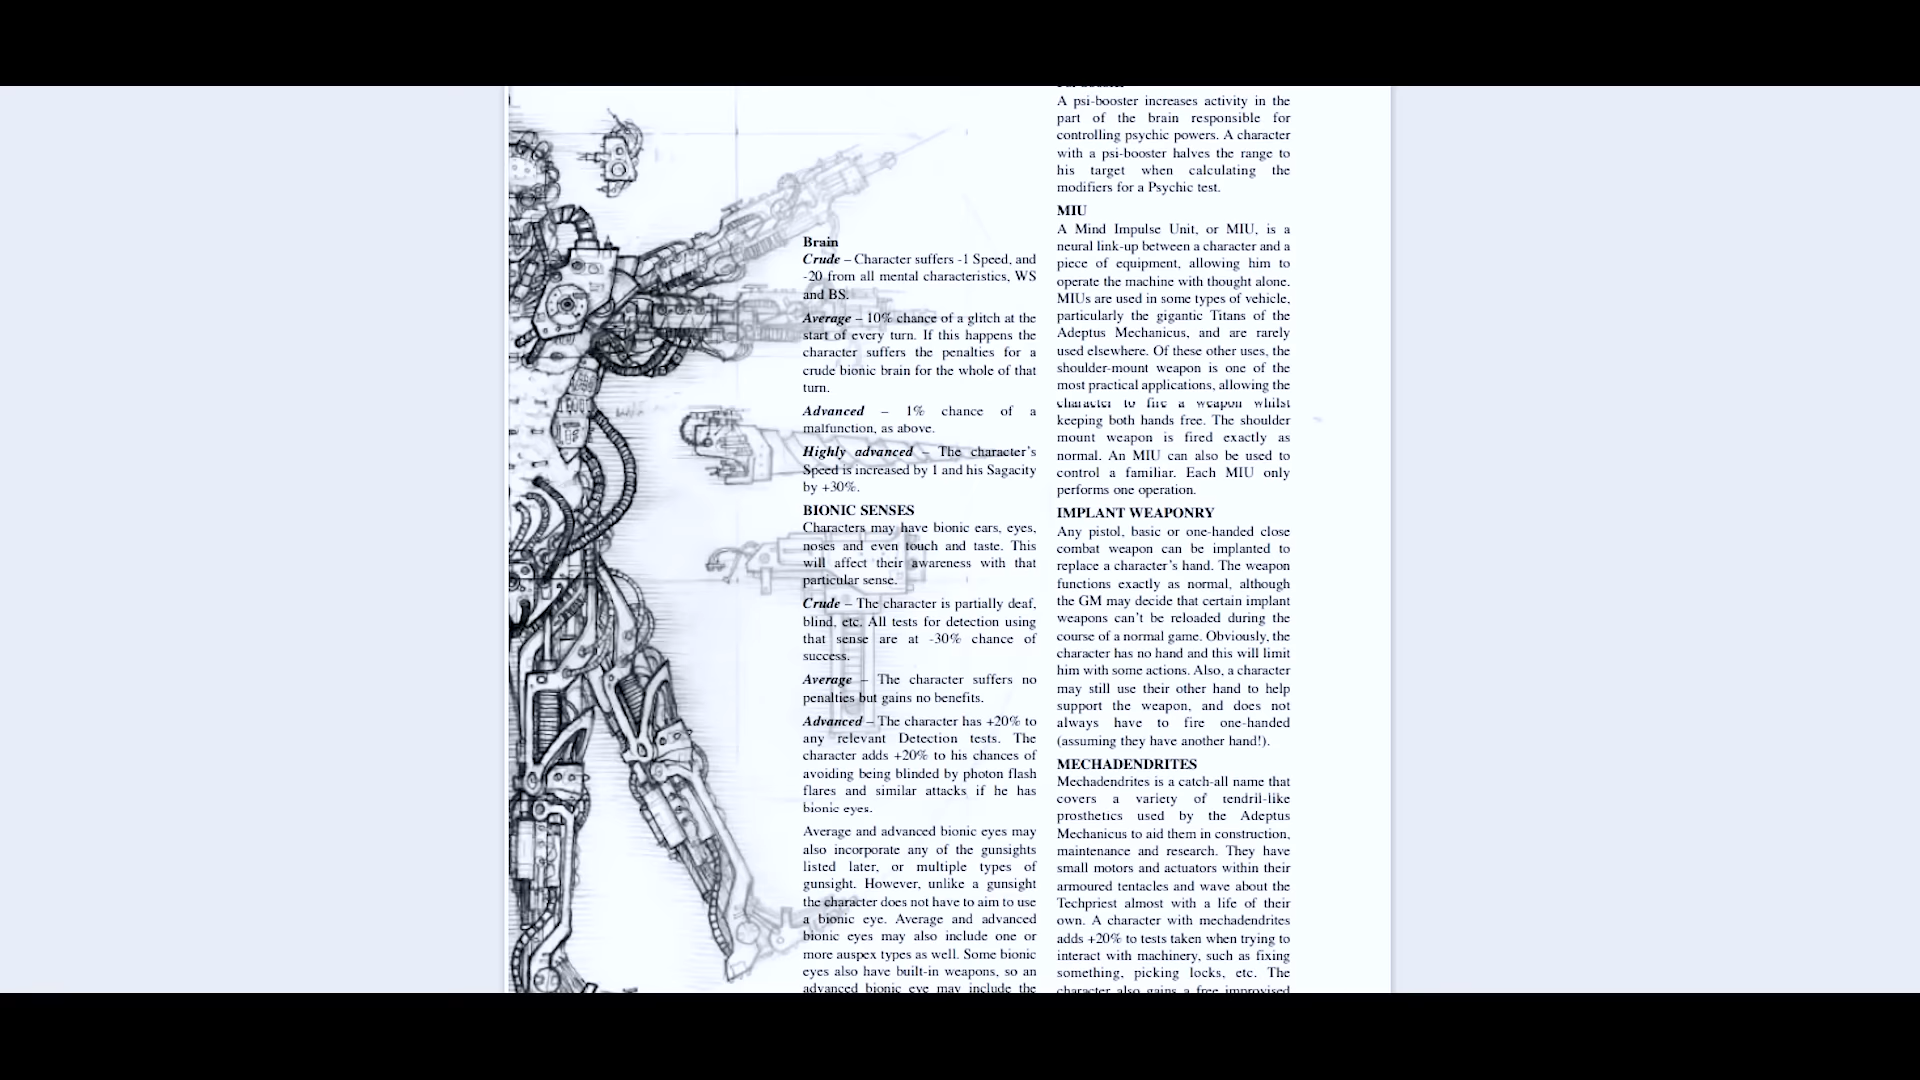 Brain
Crude – Character suffers -1 Speed, and
-20 from all mental characteristics, WS
and BS.
Average – 10% chance of a glitch at the
start of every turn. If this happens the
character suffers the penalties for a
crude bionic brain for the whole of that
turn.
Advanced – 1% chance of a
malfunction, as above.
Highly advanced – The character's
Speed is increased by 1 and his Sagacity
by +30%.
BIONIC SENSES
Characters may have bionic ears, eyes,
noses and even touch and taste. This
will affect their awareness with that
particular sense.
Crude – The character is partially deaf,
blind, etc. All tests for detection using
that sense are at -30% chance of
success.
Average – The character suffers no
penalties but gains no benefits.
Advanced – The character has +20% to
any relevant Detection tests. The
character adds +20% to his chances of
avoiding being blinded by photon flash
flares and similar attacks if he has
bionic eyes.
Average and advanced bionic eyes may
also incorporate any of the gunsights
listed later, or multiple types of
gunsight. However, unlike a gunsight
the character does not have to aim to use
a bionic eye. Average and advanced
bionic eyes may also include one or
more auspex types as well. Some bionic
eyes also have built-in weapons, so an
advanced bionic eye may include the
A psi-booster increases activity in the
part of the brain responsible for
controlling psychic powers. A character
with a psi-booster halves the range to
his target when calculating the
modifiers for a Psychic test.
MIU
A Mind Impulse Unit, or MIU, is a
neural link-up between a character and a
piece of equipment, allowing him to
operate the machine with thought alone.
MIUs are used in some types of vehicle,
particularly the gigantic Titans of the
Adeptus Mechanicus, and are rarely
used elsewhere. Of these other uses, the
shoulder-mount weapon is one of the
most practical applications, allowing the
character to fire a weapon whilst
keeping both hands free. The shoulder
mount weapon is fired exactly as
normal. An MIU can also be used to
control a familiar. Each MIU only
performs one operation.
IMPLANT WEAPONRY
Any pistol, basic or one-handed close
combat weapon can be implanted to
replace a character's hand. The weapon
functions exactly as normal, although
the GM may decide that certain implant
weapons can't be reloaded during the
course of a normal game. Obviously, the
character has no hand and this will limit
him with some actions. Also, a character
may still use their other hand to help
support the weapon, and does not
always have to fire one-handed
(assuming they have another hand!).
MECHADENDRITES
Mechadendrites is a catch-all name that
covers a variety of tendril-like
prosthetics used by the Adeptus
Mechanicus to aid them in construction,
maintenance and research. They have
small motors and actuators within their
armoured tentacles and wave about the
Techpriest almost with a life of their
own. A character with mechadendrites
adds +20% to tests taken when trying to
interact with machinery, such as fixing
something, picking locks, etc. The
character also gains a free improvised